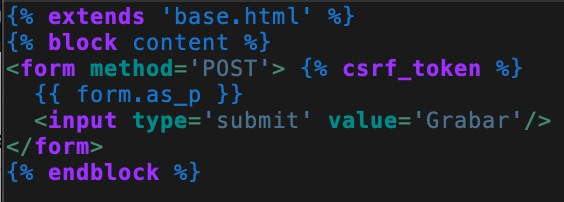 {% extends 'base.html' %}
{% block content %}
<form method='POST'> {% csrf_token %}
  {{ form.as_p }}
  <input type='submit' value='Grabar'/>
</form>
{% endblock %}